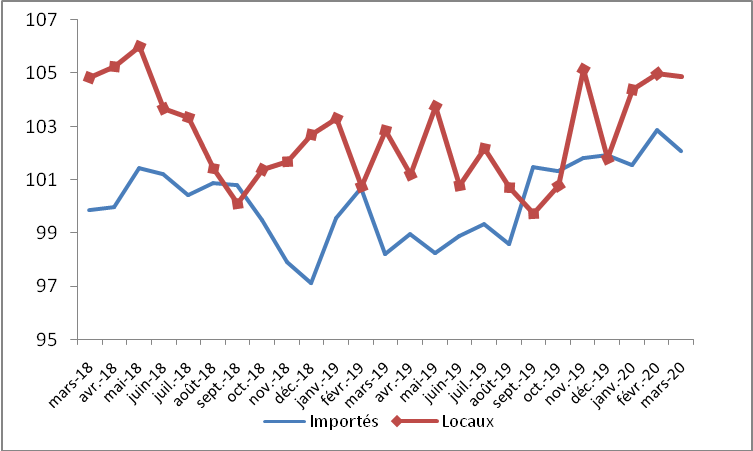 107
105
103
101
99
97
95
mars-18
avr.-18
mai-18
juin-18
juil.-18
août-18
sept.-18
oct.-18
nov.-18
déc.-18
janv.-19
févr.-19
mars-19
avr.-19
mai-19
juin-19
juil.-19
août-19
sept.-19
oct.-19
nov.-19
déc.-19
janv.-20
févr.-20
mars-20
Importés
Locaux